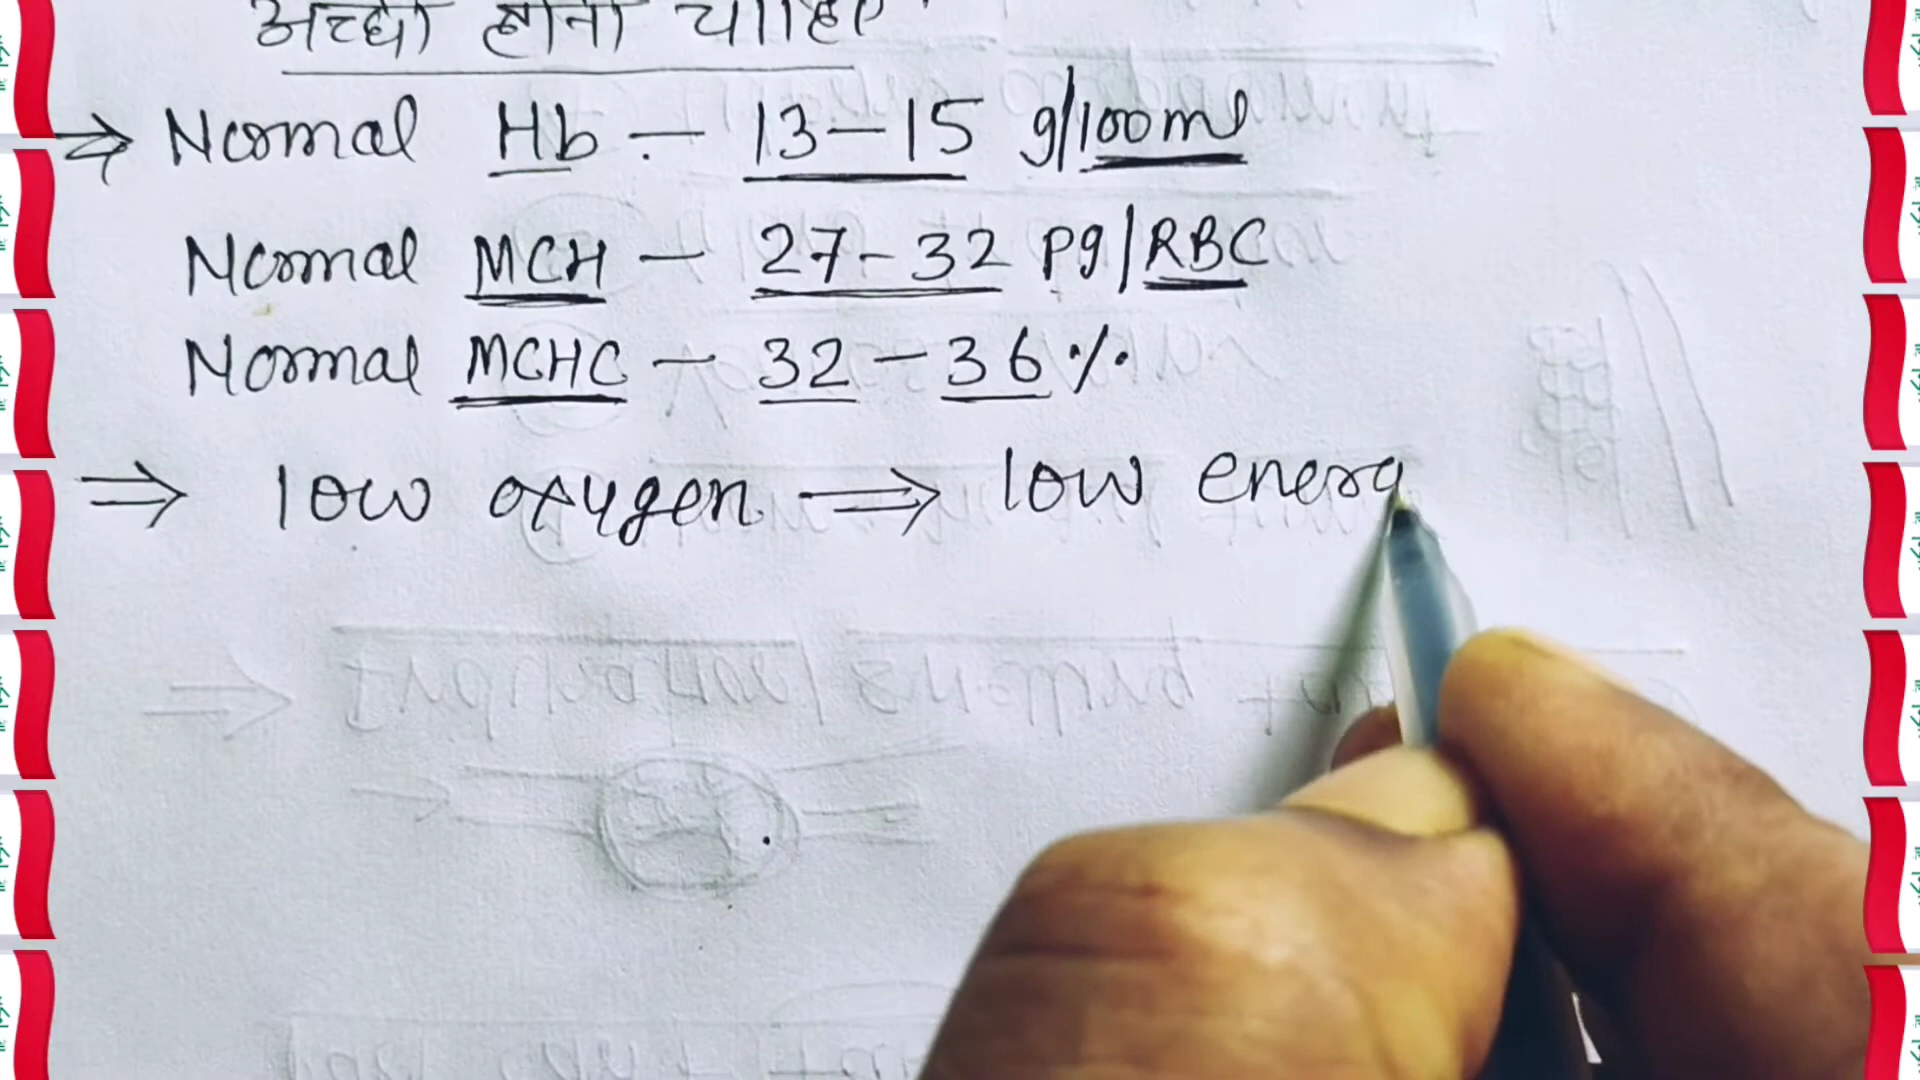 अच्छा होना चाहिए
⇒ Normal Hb - 13-15 g/100ml
Normal MCH - 27-32 pg/RBC
Normal MCHC - 32-36%
⇒ low oxygen ⇒ low energ